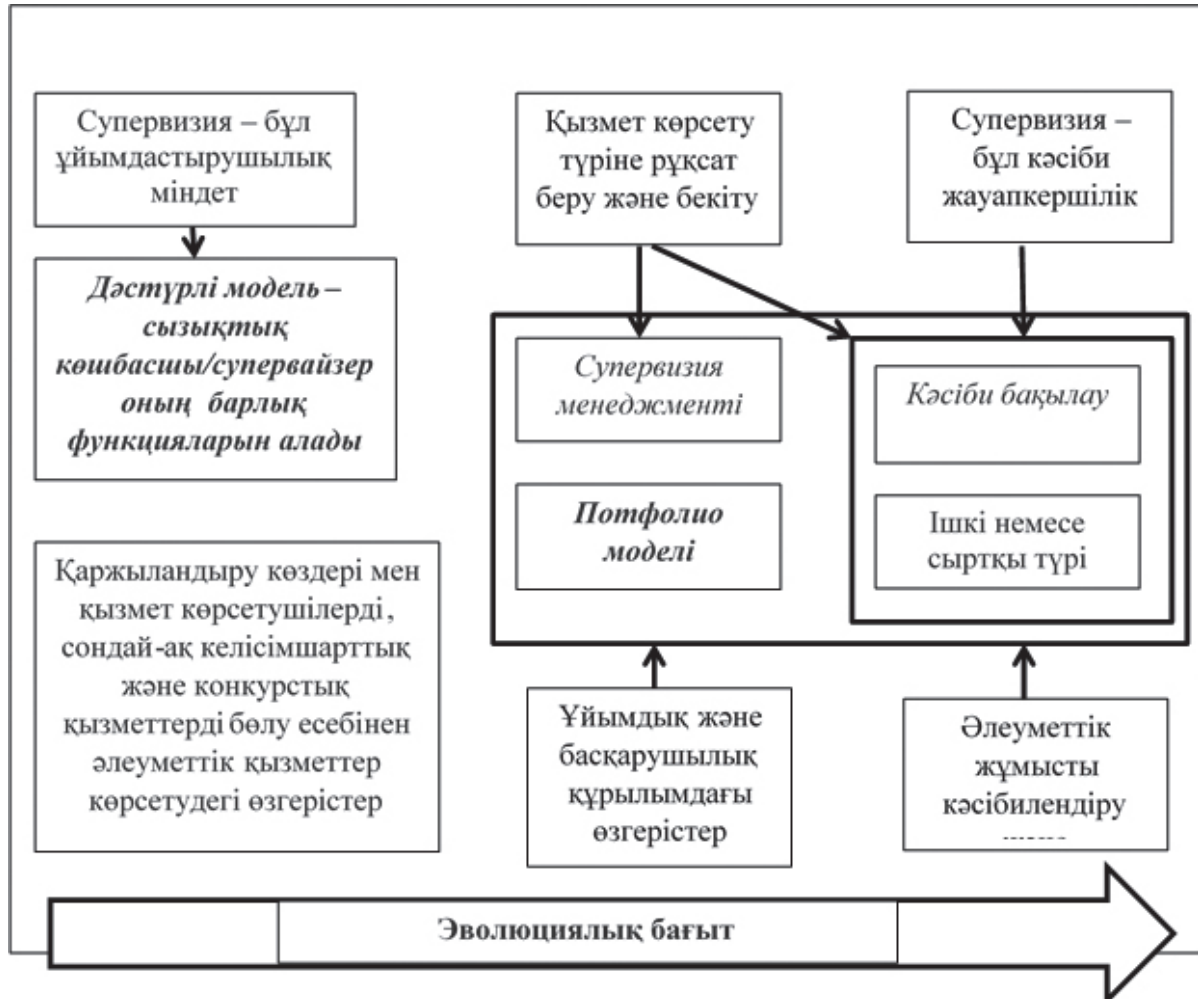 Супервизия – бұл
ұйымдастырушылық
міндет
Дәстүрлі модель –
сызықтық
көшбасшы/супервайзер
оның барлық
функцияларын алады
Қаржыландыру көздері мен
қызмет көрсетушілерді,
сондай-ақ келісімшарттық
және конкурстық
қызметтерді бөлу есебінен
әлеуметтік қызметтер
көрсетудегі өзгерістер
Қызмет көрсету
түріне рұқсат
беру және бекіту
Супервизия –
бұл кәсіби
жауапкершілік
Супервизия
менеджменті
Потфолио
моделі
Кәсіби бақылау
Ішкі немесе
сыртқы түрі
Ұйымдық және
басқарушылық
құрылымдағы
өзгерістер
Әлеуметтік
жұмысты
кәсібилендіру
Эволюциялық бағыт